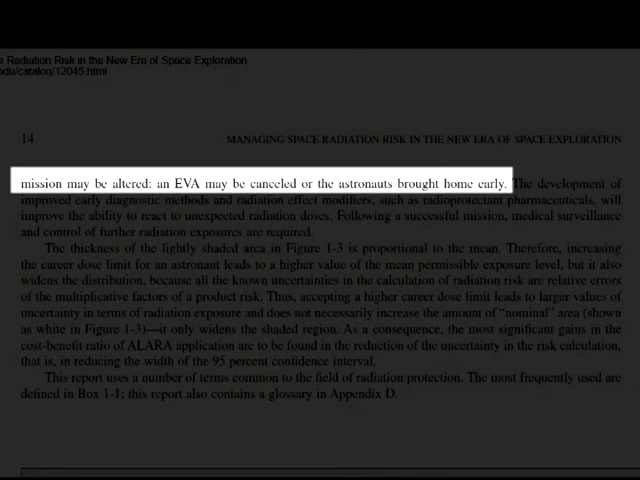 e Radiation Risk in the New Era of Space Exploration
edu/catalog/12045.html
14 MANAGING SPACE RADIATION RISK IN THE NEW ERA OF SPACE EXPLORATION
mission may be altered: an EVA may be canceled or the astronauts brought home early. The development of
improved early diagnostic methods and radiation effect modifiers, such as radioprotectant pharmaceuticals, will
improve the ability to react to unexpected radiation doses. Following a successful mission, medical surveillance
and control of further radiation exposures are required.
The thickness of the lightly shaded area in Figure 1-3 is proportional to the mean. Therefore, increasing
the career dose limit for an astronaut leads to a higher value of the mean permissible exposure level, but it also
widens the distribution, because all the known uncertainties in the calculation of radiation risk are relative errors
of the multiplicative factors of a product risk. Thus, accepting a higher career dose limit leads to larger values of
uncertainty in terms of radiation exposure and does not necessarily increase the amount of “nominal” area (shown
as white in Figure 1-3)—it only widens the shaded region. As a consequence, the most significant gains in the
cost-benefit ratio of ALARA application are to be found in the reduction of the uncertainty in the risk calculation,
that is, in reducing the width of the 95 percent confidence interval.
This report uses a number of terms common to the field of radiation protection. The most frequently used are
defined in Box 1-1; this report also contains a glossary in Appendix D.